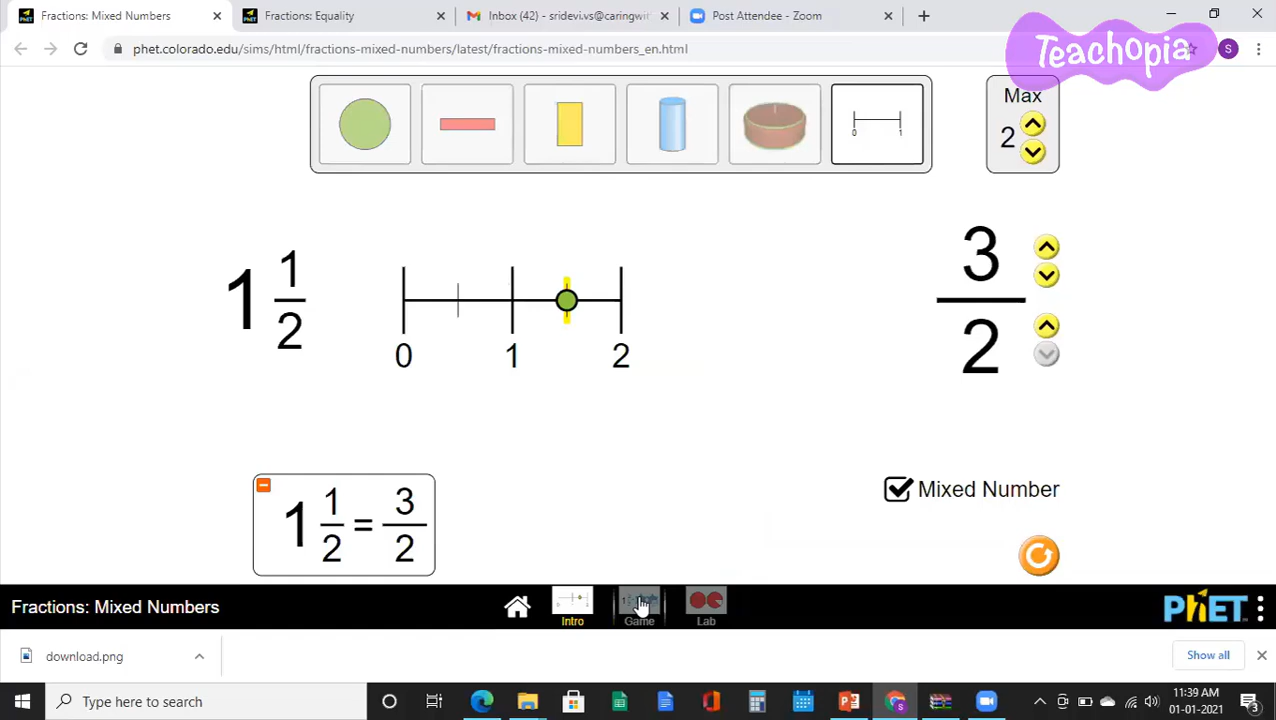 Fractions: Mixed Numbers
Fractions: Equality
Inbox (42) - sridevi.vs@caringwi
Post Attendee - Zoom
phet.colorado.edu/sims/html/fractions-mixed-numbers/latest/fractions-mixed-numbers_en.html
S
Teachopia
Max
2
0 1
1 1/2
0 1 2
3/2
1 1/2 = 3/2
Mixed Number
Fractions: Mixed Numbers
Intro
Game
Lab
PhET
download.png
Show all
Type here to search
11:39 AM
01-01-2021
3